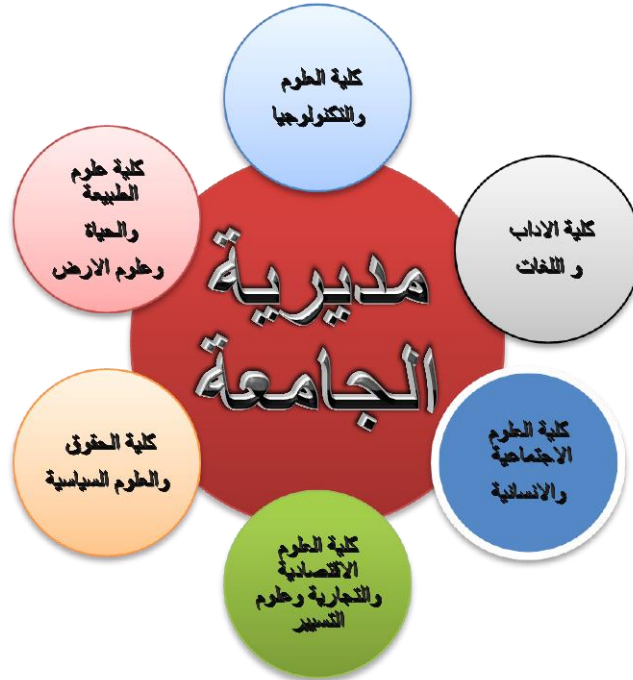 كلية العلوم
والتكنولوجيا
كلية علوم
الطبيعة
والحياة
وعلوم الارض
كلية الاداب
و اللغات
مديرية
الجامعة
كلية العلوم
الاجتماعية
والانسانية
كلية الحقوق
والعلوم السياسية
كلية العلوم
الاقتصادية
والتجارية وعلوم
التسيير